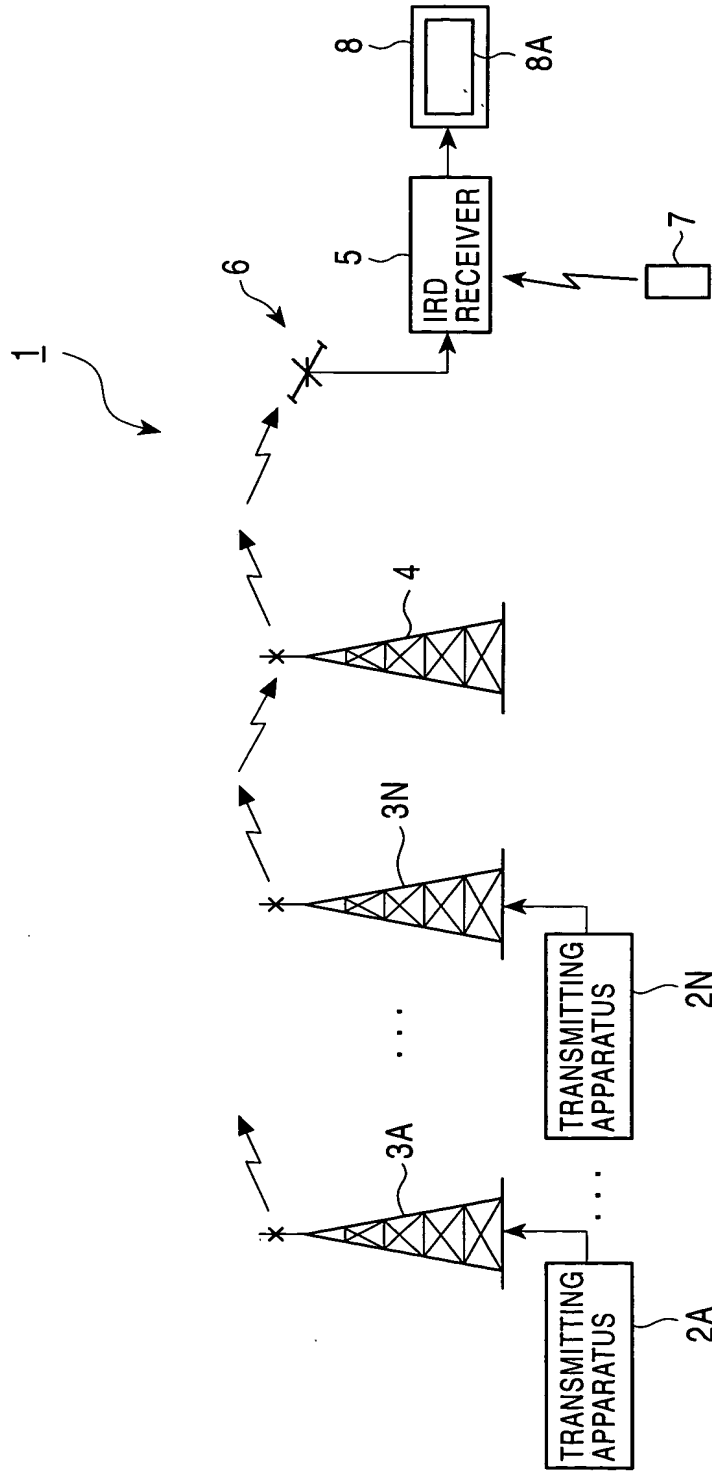 1
6
8
8A
5
IRD
RECEIVER
7
4
3N
3A
. . .
TRANSMITTING
APPARATUS
2N
. . .
TRANSMITTING
APPARATUS
2A